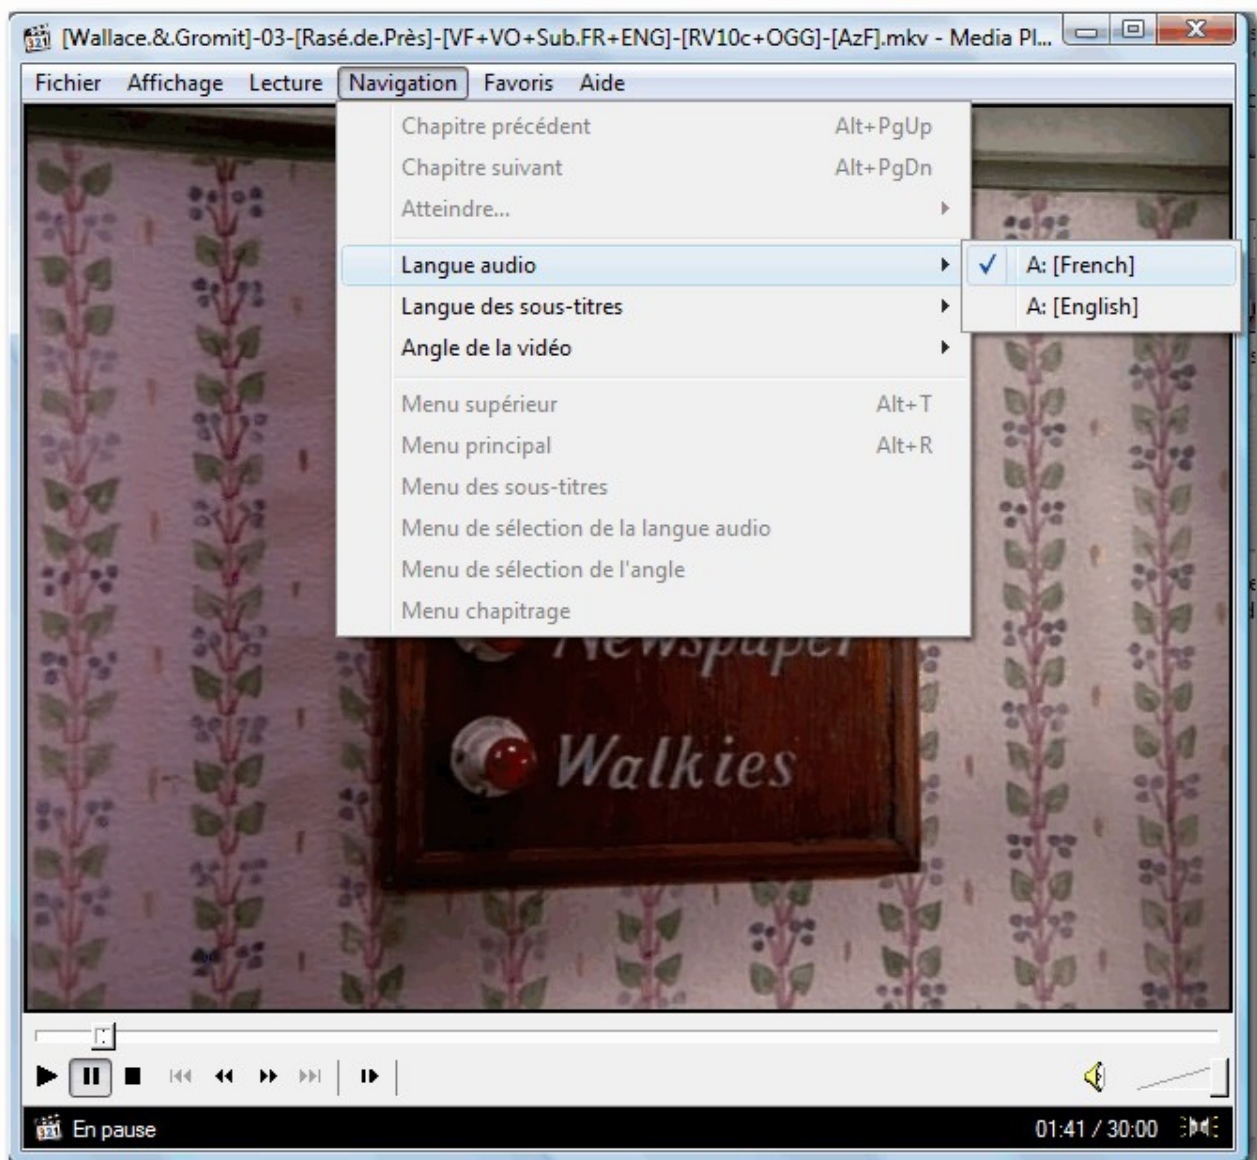 [Wallace.&.Gromit]-03-[Rasé.de.Près]-[VF+VO+Sub.FR+ENG]-[RV10c+OGG]-[AzF].mkv - Media Pl...
Fichier Affichage Lecture Navigation Favoris Aide
Chapitre précédent Alt+PgUp
Chapitre suivant Alt+PgDn
Atteindre...
Langue audio
A: [French]
Langue des sous-titres
A: [English]
Angle de la vidéo
Menu supérieur Alt+T
Menu principal Alt+R
Menu des sous-titres
Menu de sélection de la langue audio
Menu de sélection de l'angle
Menu chapitrage
Newspaper
Walkies
En pause 01:41 / 30:00